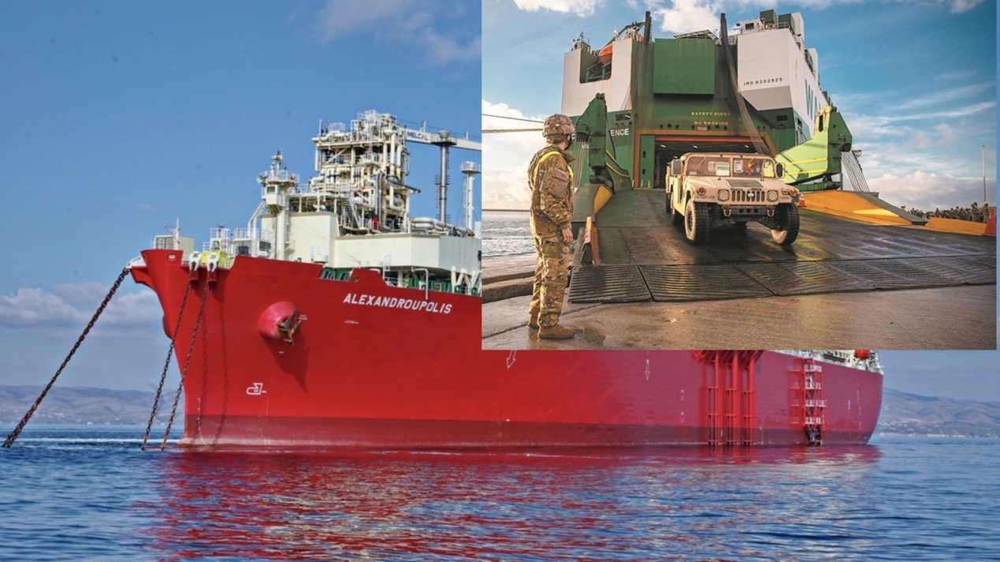 MELCAL
ALEXANDROUPOLIS
IMO 9332925
SAFETY FIRST
NO SMOKING
ENCE